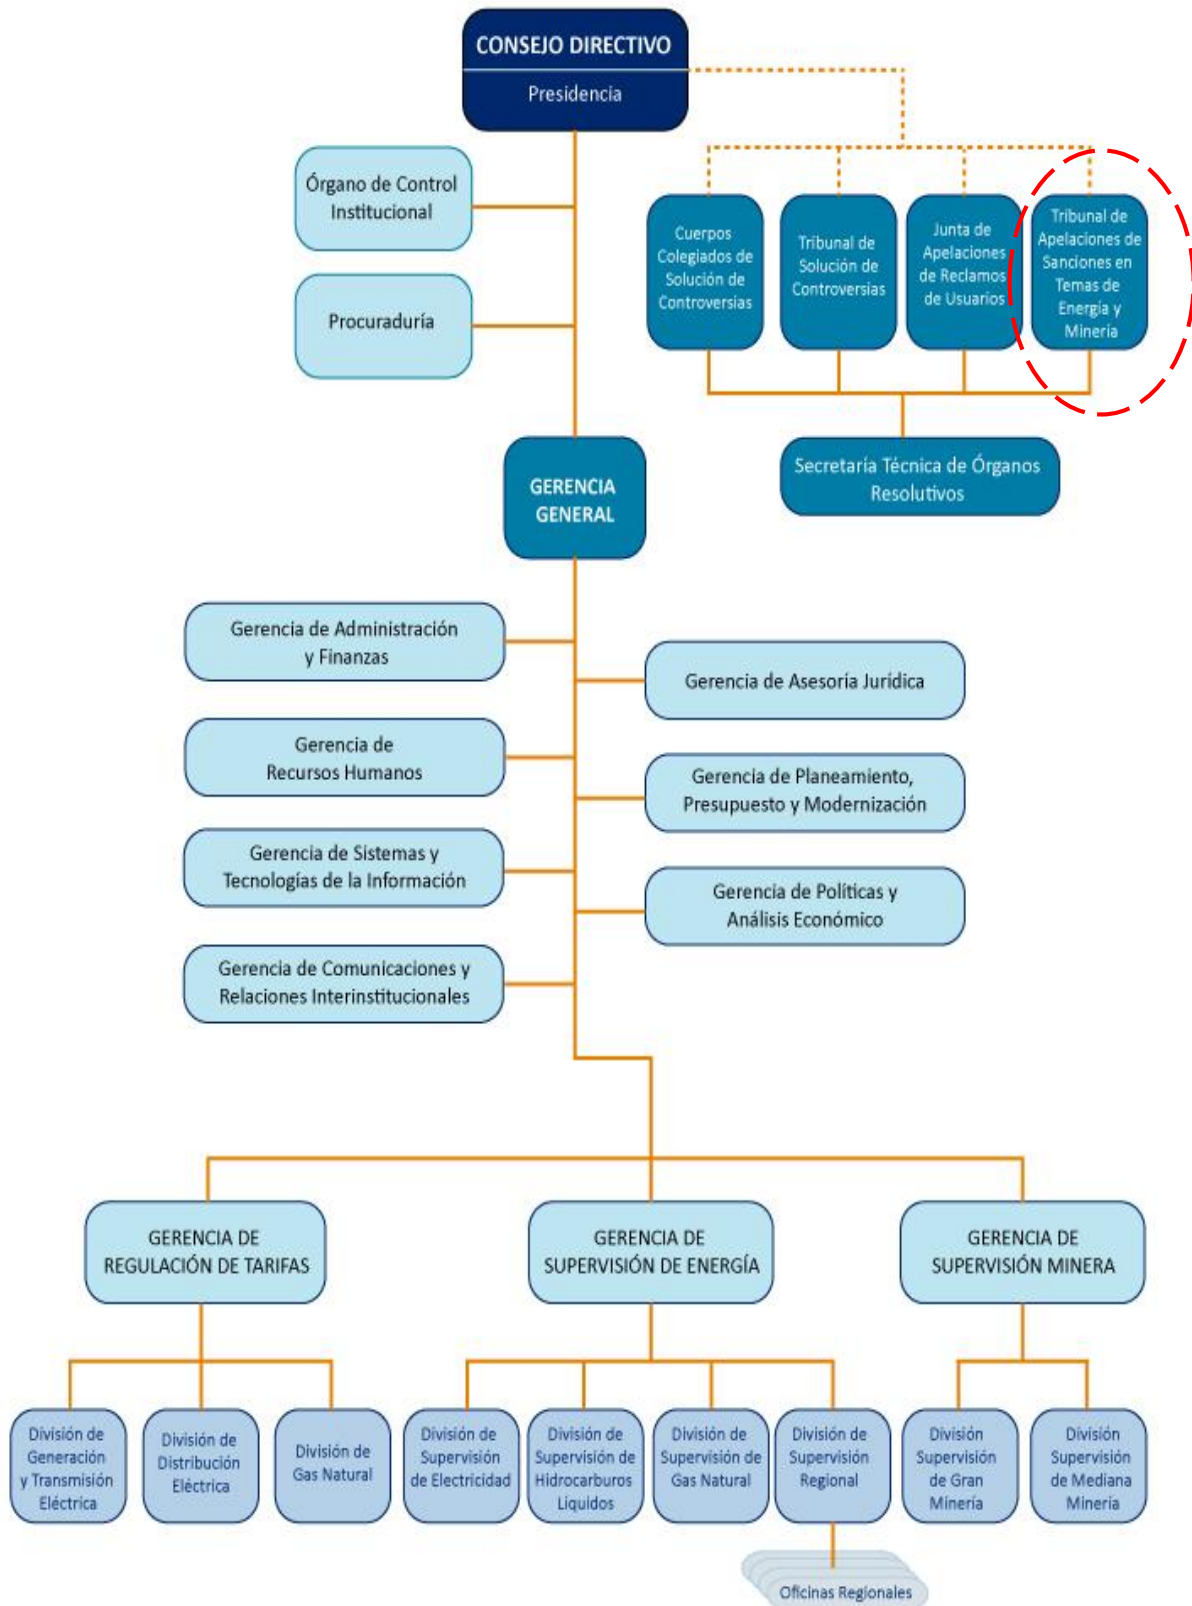 CONSEJO DIRECTIVO
Presidencia
Órgano de Control
Institucional
Procuraduría
Cuerpos
Colegiados de
Solución de
Controversias
Tribunal de
Solución de
Controversias
Junta de
Apelaciones
de Reclamos
de Usuarios
Tribunal de
Apelaciones de
Sanciones en
Temas de
Energía y
Minería
Secretaría Técnica de Órganos
Resolutivos
GERENCIA
GENERAL
Gerencia de Administración
y Finanzas
Gerencia de Asesoría Jurídica
Gerencia de
Recursos Humanos
Gerencia de Planeamiento,
Presupuesto y Modernización
Gerencia de Sistemas y
Tecnologías de la Información
Gerencia de Políticas y
Análisis Económico
Gerencia de Comunicaciones y
Relaciones Interinstitucionales
GERENCIA DE
REGULACIÓN DE TARIFAS
GERENCIA DE
SUPERVISIÓN DE ENERGÍA
GERENCIA DE
SUPERVISIÓN MINERA
División de
Generación
y Transmisión
Eléctrica
División de
Distribución
Eléctrica
División de
Gas Natural
División de
Supervisión
de Electricidad
División de
Supervisión de
Hidrocarburos
Líquidos
División de
Supervisión de
Gas Natural
División de
Supervisión
Regional
División
Supervisión
de Gran
Minería
División
Supervisión
de Mediana
Minería
Oficinas Regionales